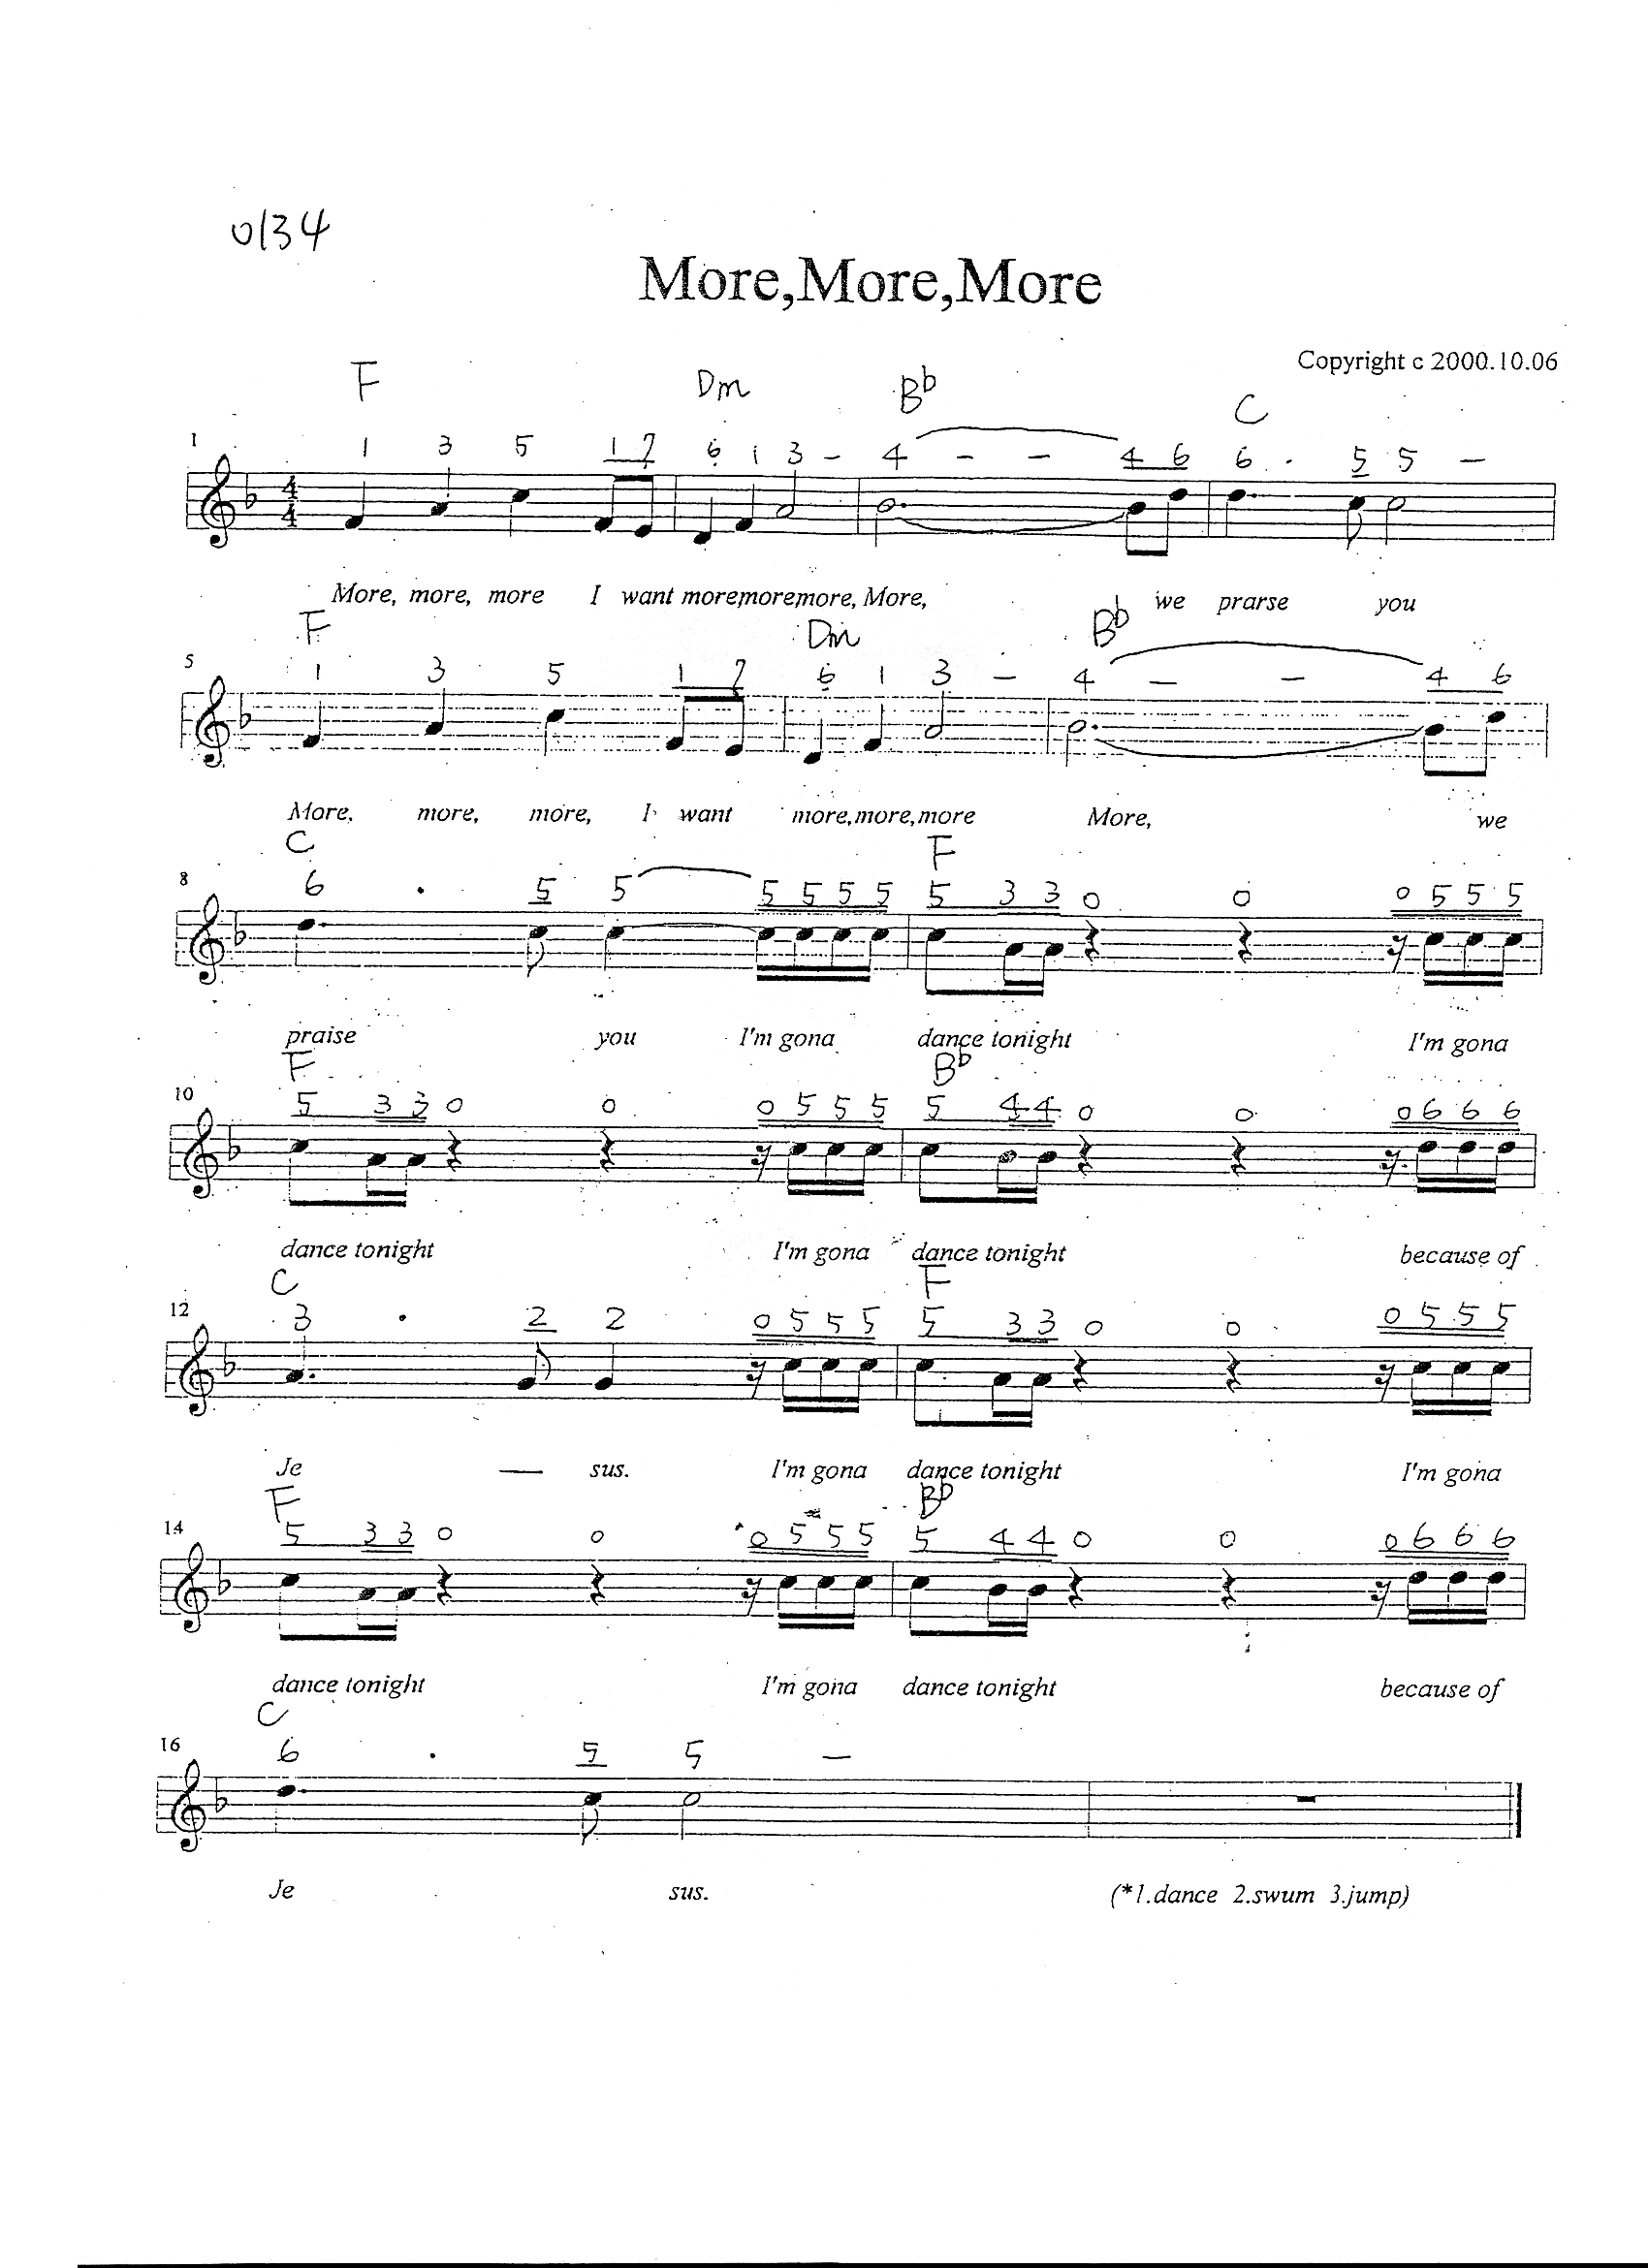 0134
More,More,More
Copyright c 2000.10.06
F Dm Bb C
1
1 3 5 1 7 6 1 3 – 4 – – 4 6 6 . 5 5 –
4
4
More, more, more I want more,more,more, More, we prarse you
F Dm Bb
5
1 3 5 1 7 6 1 3 – 4 – – 4 6
More, more, more, I want more,more,more More, we
C F
8
6 . 5 5 5 5 5 5 5 3 3 0 0 0 5 5 5
praise you I'm gona dance tonight I'm gona
F Bb
10
5 3 3 0 0 0 5 5 5 5 4 4 0 0 0 6 6 6
dance tonight I'm gona dance tonight because of
C F
12
3 . 2 2 0 5 5 5 5 3 3 0 0 0 5 5 5
Je — sus. I'm gona dance tonight I'm gona
F Bb
14
5 3 3 0 0 0 5 5 5 5 4 4 0 0 0 6 6 6
dance tonight I'm gona dance tonight because of
C
16
6 . 5 5 –
Je sus. (*1.dance 2.swum 3.jump)